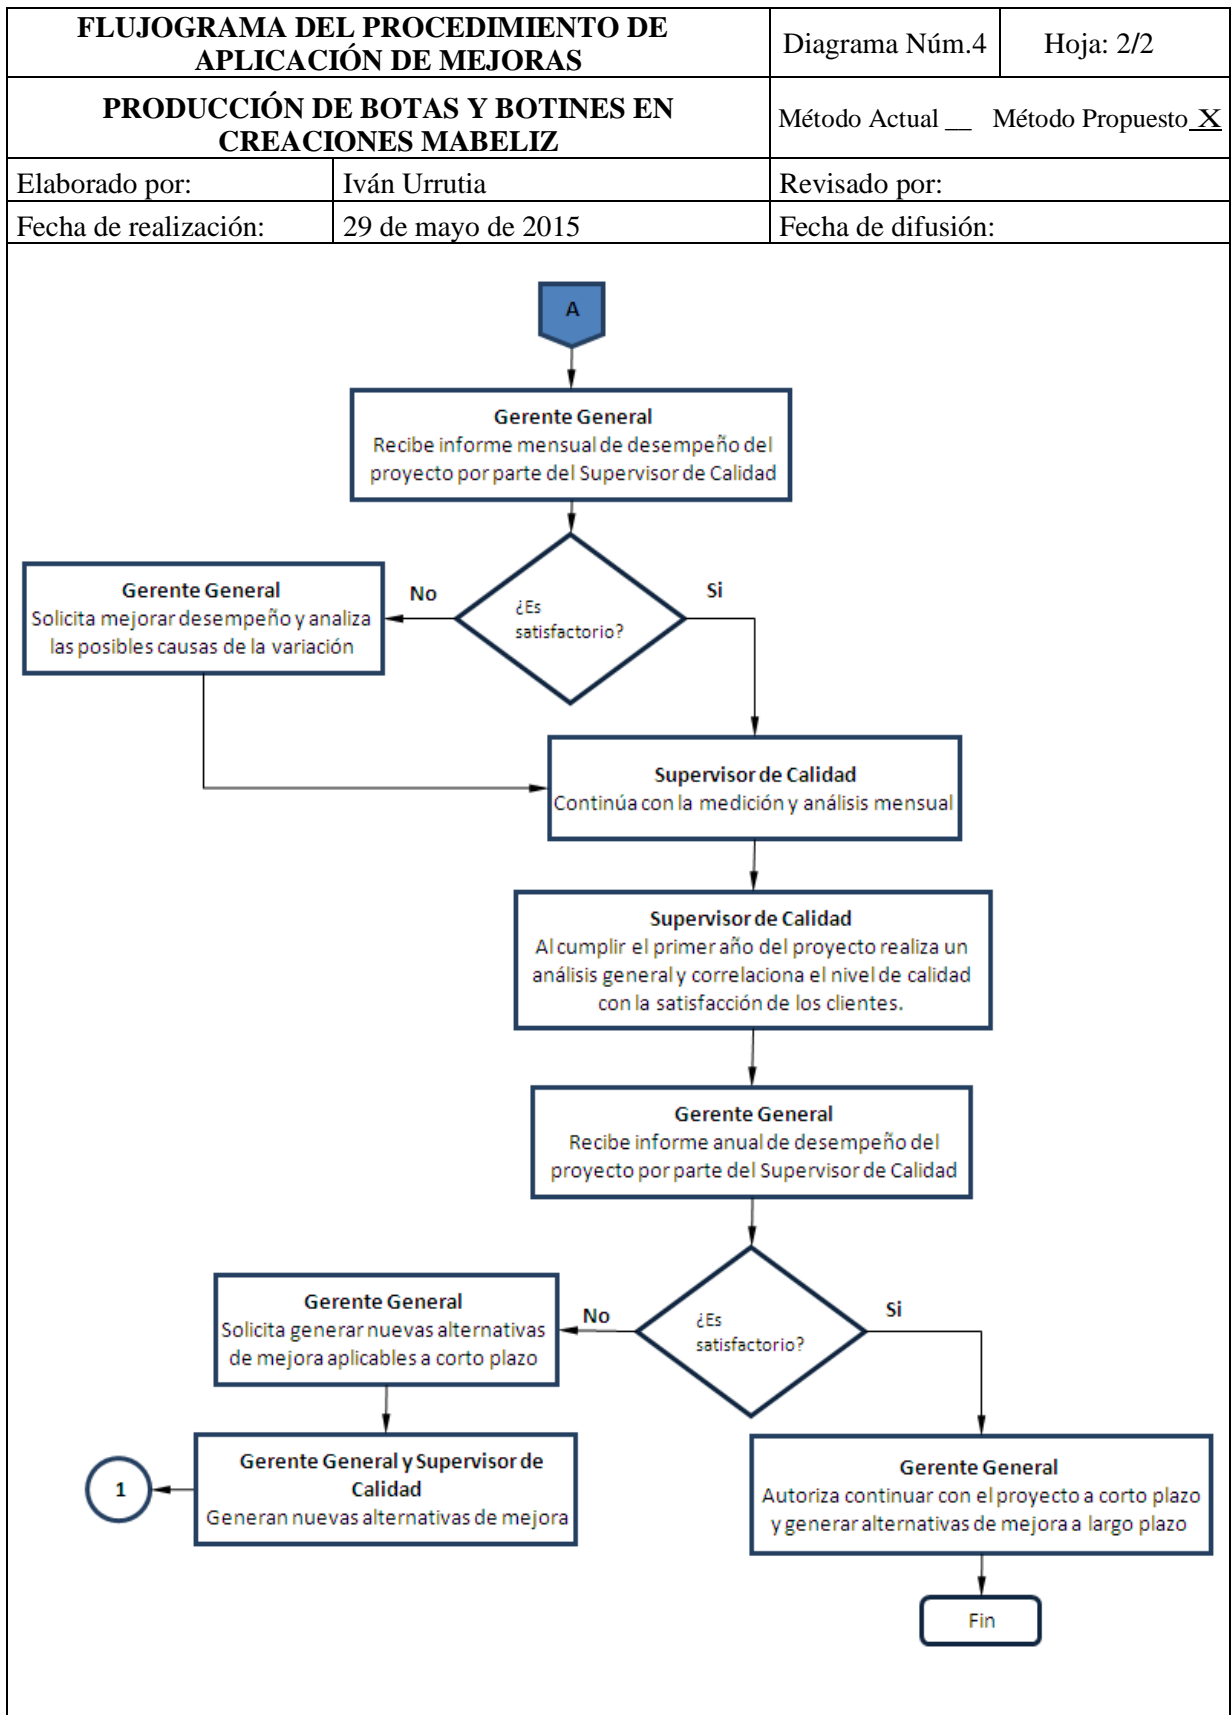 FLUJOGRAMA DEL PROCEDIMIENTO DE
APLICACIÓN DE MEJORAS
Diagrama Núm.4
Hoja: 2/2
PRODUCCIÓN DE BOTAS Y BOTINES EN
CREACIONES MABELIZ
Método Actual __ Método Propuesto X
Elaborado por:
Iván Urrutia
Revisado por:
Fecha de realización:
29 de mayo de 2015
Fecha de difusión:
A
Gerente General
Recibe informe mensual de desempeño del
proyecto por parte del Supervisor de Calidad
Gerente General
Solicita mejorar desempeño y analiza
las posibles causas de la variación
No
¿Es
satisfactorio?
Si
Supervisor de Calidad
Continúa con la medición y análisis mensual
Supervisor de Calidad
Al cumplir el primer año del proyecto realiza un
análisis general y correlaciona el nivel de calidad
con la satisfacción de los clientes.
Gerente General
Recibe informe anual de desempeño del
proyecto por parte del Supervisor de Calidad
Gerente General
Solicita generar nuevas alternativas
de mejora aplicables a corto plazo
No
¿Es
satisfactorio?
Si
1
Gerente General y Supervisor de
Calidad
Generan nuevas alternativas de mejora
Gerente General
Autoriza continuar con el proyecto a corto plazo
y generar alternativas de mejora a largo plazo
Fin